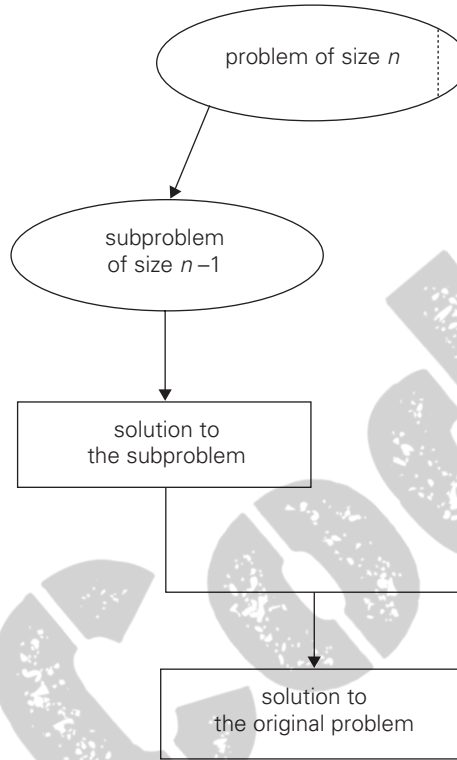 problem of size n
subproblem
of size n–1
solution to
the subproblem
solution to
the original problem